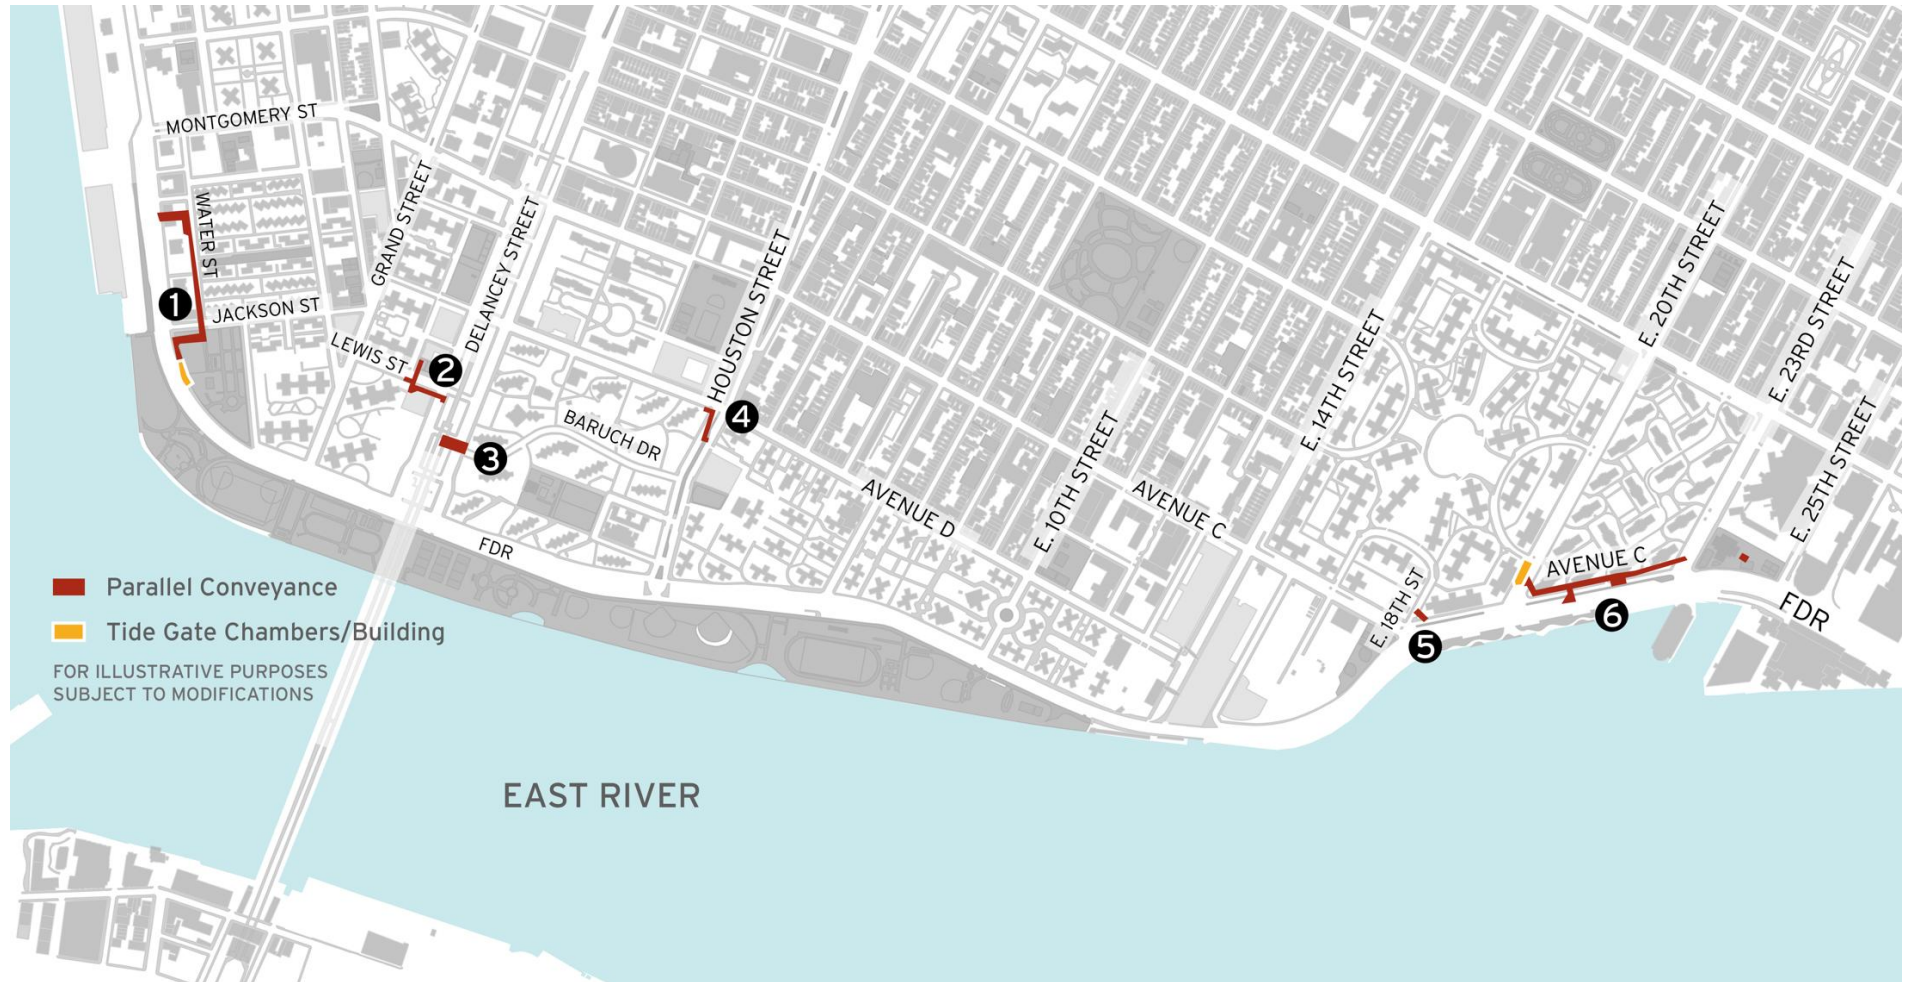 MONTGOMERY ST
WATER ST
1
JACKSON ST
GRAND STREET
LEWIS ST
2
DELANCEY STREET
3
BARUCH DR
HOUSTON STREET
4
FDR
AVENUE D
E. 10TH STREET
AVENUE C
E. 14TH STREET
E. 18TH ST
5
E. 20TH STREET
AVENUE C
6
E. 23RD STREET
E. 25TH STREET
FDR
Parallel Conveyance
Tide Gate Chambers/Building
FOR ILLUSTRATIVE PURPOSES
SUBJECT TO MODIFICATIONS
EAST RIVER